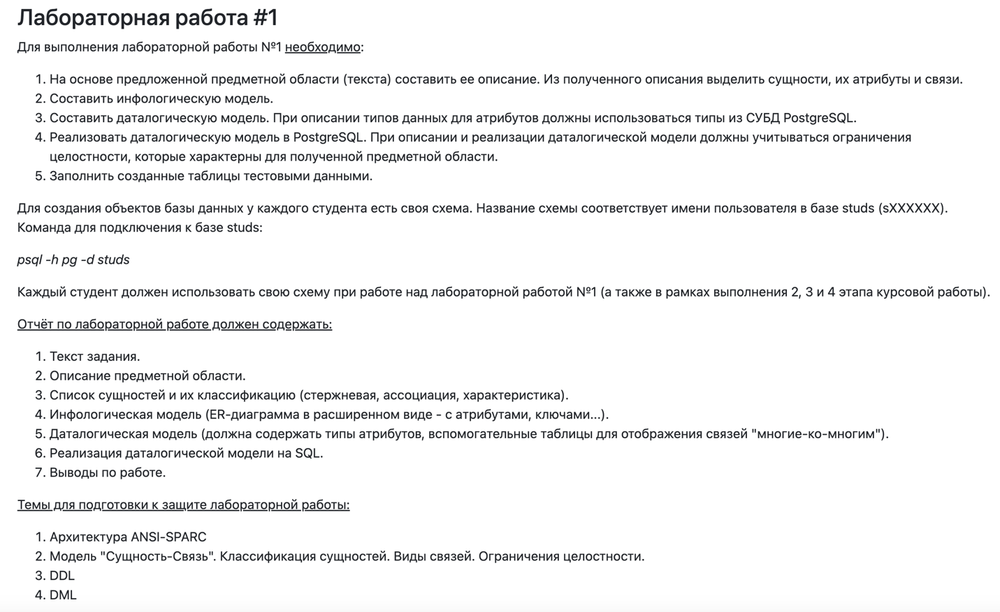 Лабораторная работа #1
Для выполнения лабораторной работы №1 необходимо:
1. На основе предложенной предметной области (текста) составить ее описание. Из полученного описания выделить сущности, их атрибуты и связи.
2. Составить инфологическую модель.
3. Составить даталогическую модель. При описании типов данных для атрибутов должны использоваться типы из СУБД PostgreSQL.
4. Реализовать даталогическую модель в PostgreSQL. При описании и реализации даталогической модели должны учитываться ограничения
целостности, которые характерны для полученной предметной области.
5. Заполнить созданные таблицы тестовыми данными.
Для создания объектов базы данных у каждого студента есть своя схема. Название схемы соответствует имени пользователя в базе studs (sXXXXXX).
Команда для подключения к базе studs:
psql -h pg -d studs
Каждый студент должен использовать свою схему при работе над лабораторной работой №1 (а также в рамках выполнения 2, 3 и 4 этапа курсовой работы).
Отчёт по лабораторной работе должен содержать:
1. Текст задания.
2. Описание предметной области.
3. Список сущностей и их классификацию (стержневая, ассоциация, характеристика).
4. Инфологическая модель (ER-диаграмма в расширенном виде - с атрибутами, ключами...).
5. Даталогическая модель (должна содержать типы атрибутов, вспомогательные таблицы для отображения связей "многие-ко-многим").
6. Реализация даталогической модели на SQL.
7. Выводы по работе.
Темы для подготовки к защите лабораторной работы:
1. Архитектура ANSI-SPARC
2. Модель "Сущность-Связь". Классификация сущностей. Виды связей. Ограничения целостности.
3. DDL
4. DML